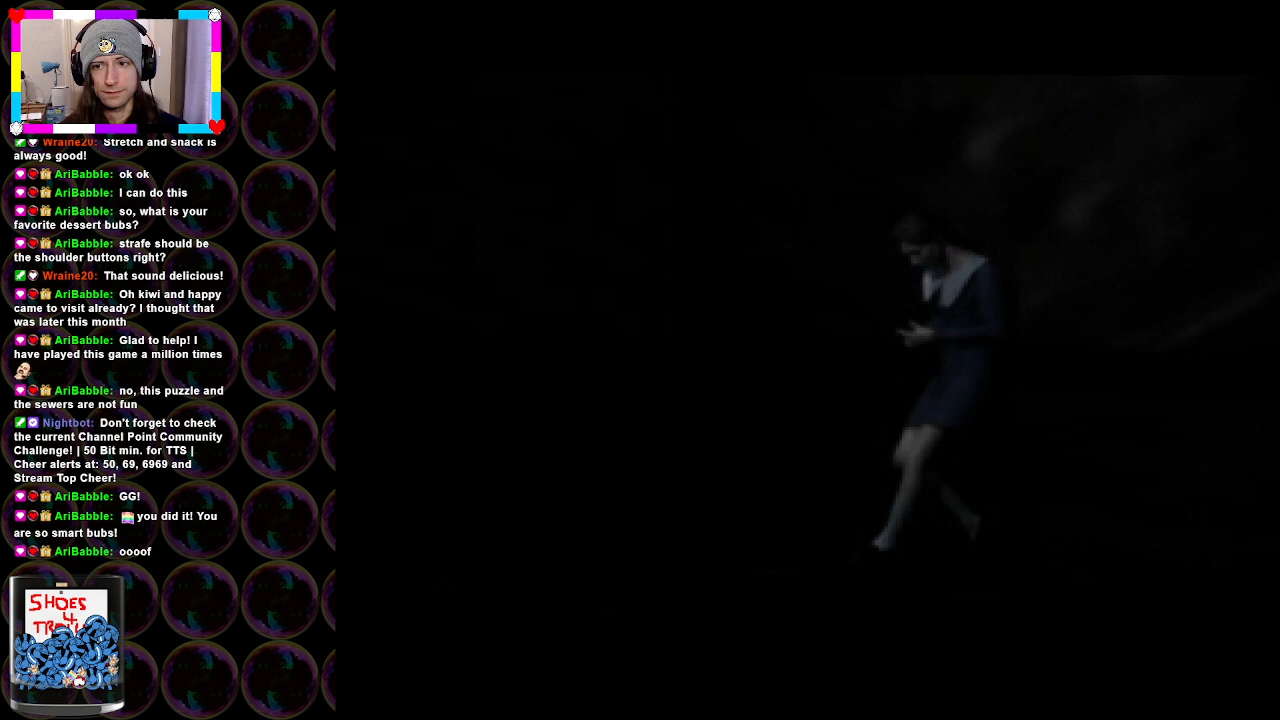 Wraine20: Stretch and snack is
always good!
AriBabble: ok ok
AriBabble: I can do this
AriBabble: so, what is your
favorite dessert bubs?
AriBabble: strafe should be
the shoulder buttons right?
Wraine20: That sound delicious!
AriBabble: Oh kiwi and happy
came to visit already? I thought that
was later this month
AriBabble: Glad to help! I
have played this game a million times
AriBabble: no, this puzzle and
the sewers are not fun
Nightbot: Don't forget to check
the current Channel Point Community
Challenge! | 50 Bit min. for TTS |
Cheer alerts at: 50, 69, 6969 and
Stream Top Cheer!
AriBabble: GG!
AriBabble: you did it! You
are so smart bubs!
AriBabble: oooof
SHOES
4